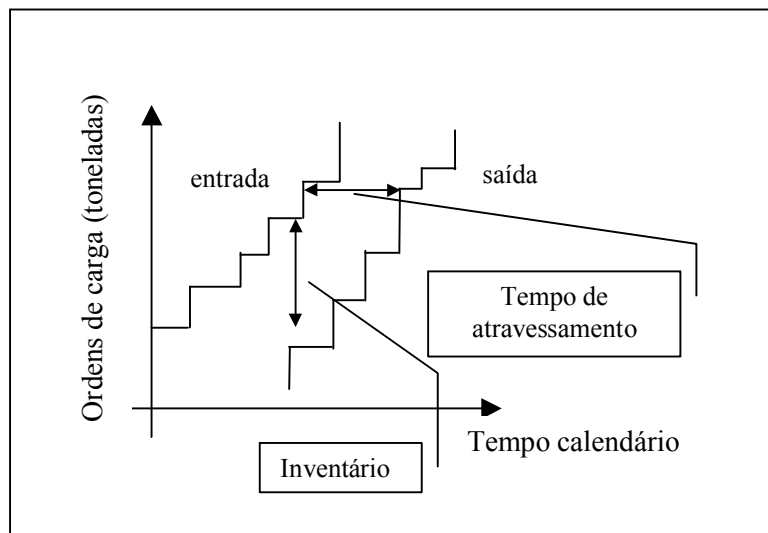 Ordens de carga (toneladas)
entrada
saída
Tempo de
atravessamento
Tempo calendário
Inventário